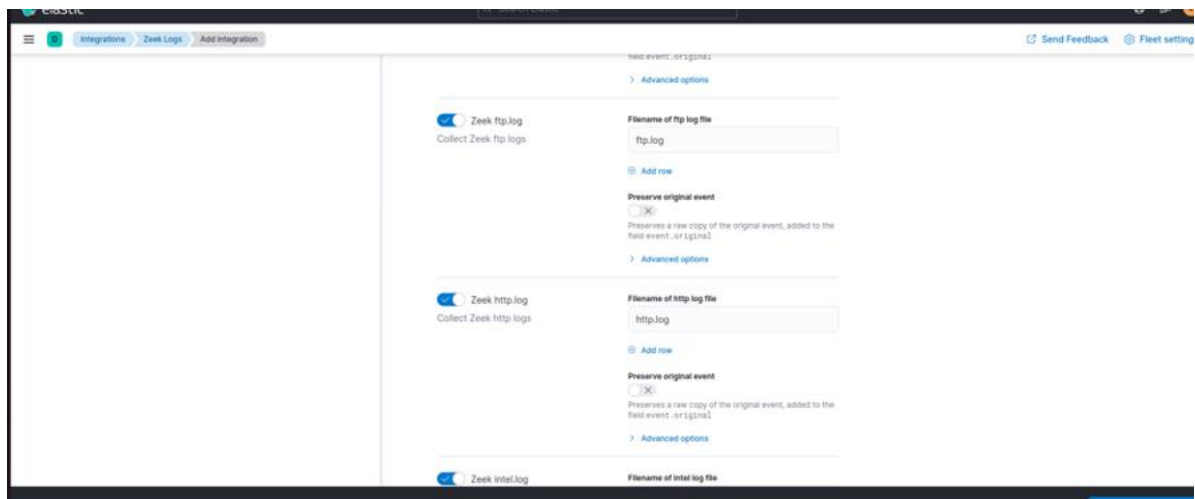 elastic
Search Elastic
D Integrations Zeek Logs Add integration Send Feedback Fleet setting
field event.original
Advanced options
Zeek ftp.log
Collect Zeek ftp logs
Filename of ftp log file
ftp.log
Add row
Preserve original event
Preserves a raw copy of the original event, added to the
field event.original
Advanced options
Zeek http.log
Collect Zeek http logs
Filename of http log file
http.log
Add row
Preserve original event
Preserves a raw copy of the original event, added to the
field event.original
Advanced options
Zeek intel.log
Filename of intel log file